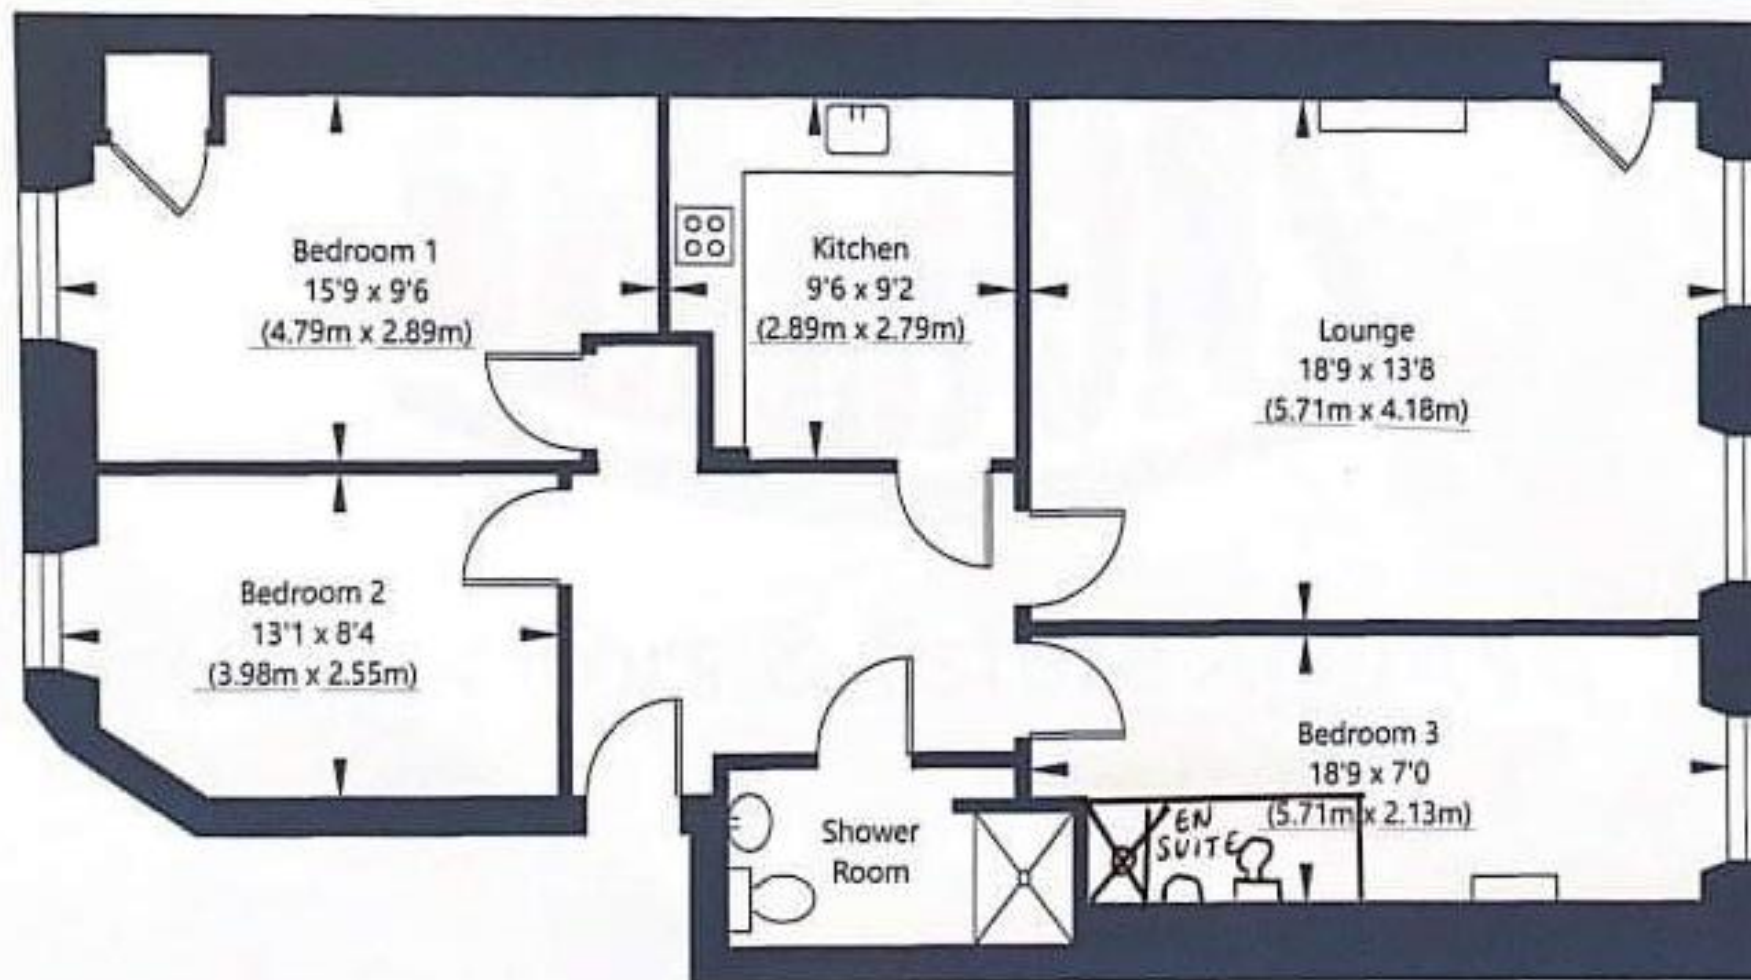 Bedroom 1
15'9 x 9'6
(4.79m x 2.89m)
Kitchen
9'6 x 9'2
(2.89m x 2.79m)
Lounge
18'9 x 13'8
(5.71m x 4.18m)
Bedroom 2
13'1 x 8'4
(3.98m x 2.55m)
Bedroom 3
18'9 x 7'0
(5.71m x 2.13m)
EN
SUITE
Shower
Room